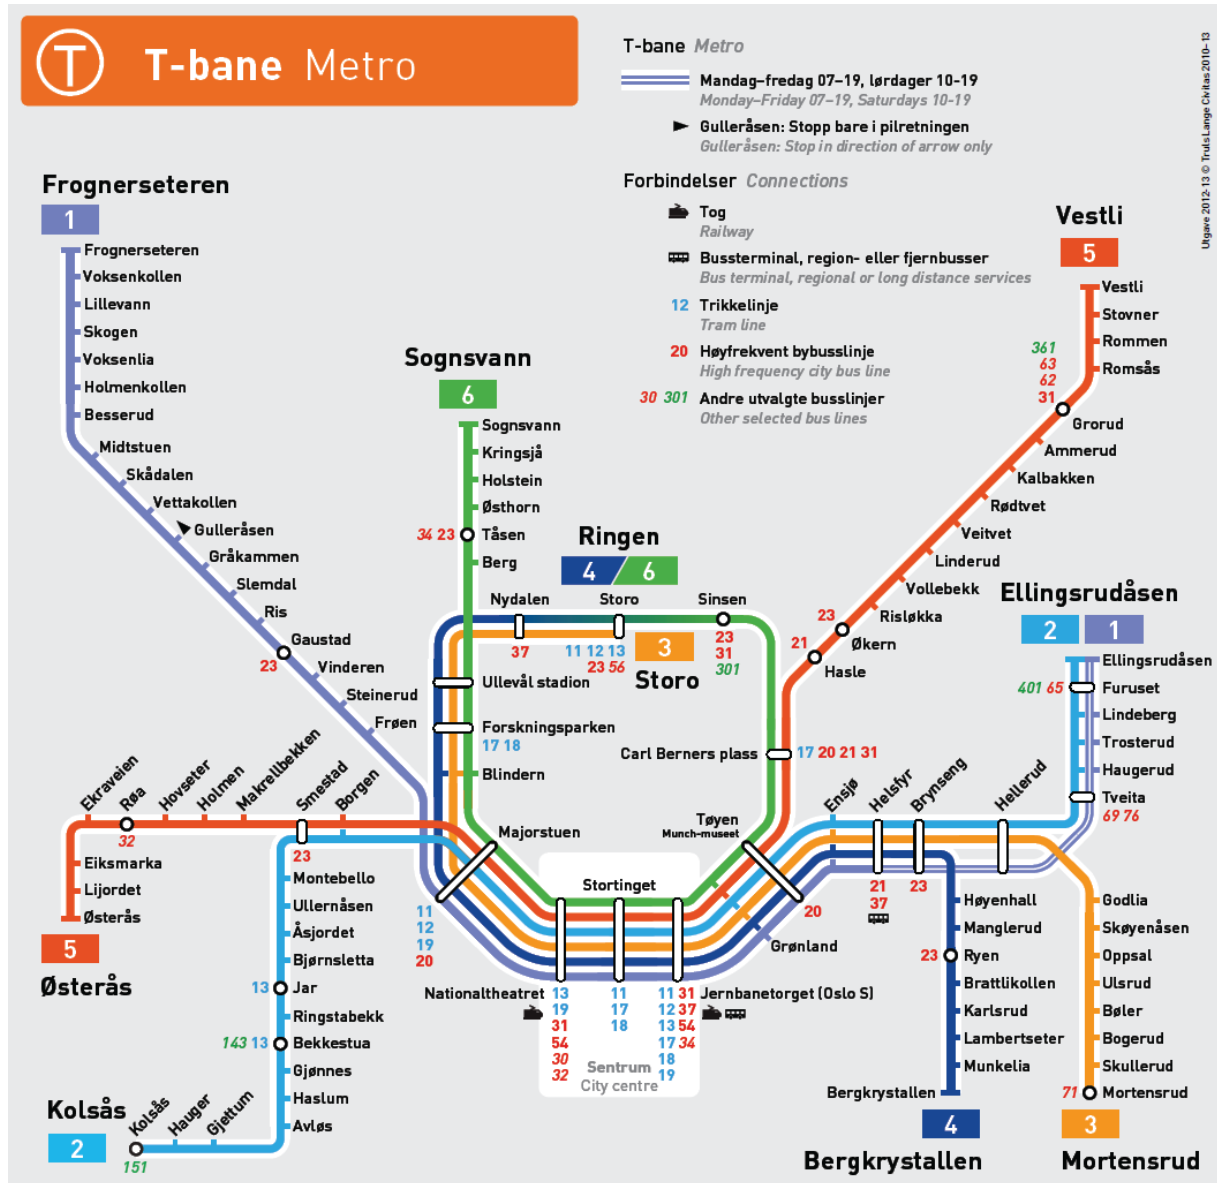 T
T-bane Metro
T-bane Metro
Mandag–fredag 07–19, lørdager 10-19
Monday–Friday 07–19, Saturdays 10-19
Gulleråsen: Stopp bare i pilretningen
Gulleråsen: Stop in direction of arrow only
Forbindelser Connections
Tog
Railway
Bussterminal, region- eller fjernbusser
Bus terminal, regional or long distance services
12 Trikkelinje
Tram line
20 Høyfrekvent bybusslinje
High frequency city bus line
30 301 Andre utvalgte busslinjer
Other selected bus lines
Utgave 2012-13 © Truls Lange Civitas 2010–13
Frognerseteren
1
Frognerseteren
Voksenkollen
Lillevann
Skogen
Voksenlia
Holmenkollen
Besserud
Midtstuen
Skådalen
Vettakollen
Gulleråsen
Gråkammen
Slemdal
Ris
Gaustad
23
Vinderen
Steinerud
Frøen
Sognsvann
6
Sognsvann
Kringsjå
Holstein
Østhorn
34 23 Tåsen
Berg
Ringen
4 / 6
Nydalen
37
Storo
11 12 13
23 56
Sinsen
23
31
301
3
Storo
Ullevål stadion
Forskningsparken
17 18
Blindern
Carl Berners plass 17 20 21 31
Vestli
5
Vestli
Stovner
Rommen
Romsås
361
63
62
31
Grorud
Ammerud
Kalbakken
Rødtvet
Veitvet
Linderud
Vollebekk
Risløkka
23
Økern
21
Hasle
Ellingsrudåsen
2 1
Ellingsrudåsen
401 65 Furuset
Lindeberg
Trosterud
Haugerud
Tveita
69 76
Ekraveien
Røa
32
Hovseter
Holmen
Makrellbekken
Smestad
23
Borgen
Eiksmarka
Lijordet
Østerås
5
Østerås
Montebello
Ullernåsen
Åsjordet
Bjørnsletta
13 Jar
Ringstabekk
143 13 Bekkestua
Gjønnes
Haslum
Avløs
Gjettum
Hauger
Kolsås
151
Kolsås
2
Majorstuen
11
12
19
20
Tøyen
Munch-museet
20
Ensjø
Helsfyr
21
37
Brynseng
23
Hellerud
Stortinget
11
17
18
Grønland
Nationaltheatret
13
19
31
54
30
32
Jernbanetorget (Oslo S)
11 31
12 37
13 54
17 34
18
19
Sentrum
City centre
Høyenhall
Manglerud
23 Ryen
Brattlikollen
Karlsrud
Lambertseter
Munkelia
Bergkrystallen
4
Bergkrystallen
Godlia
Skøyenåsen
Oppsal
Ulsrud
Bøler
Bogerud
Skullerud
71 Mortensrud
3
Mortensrud